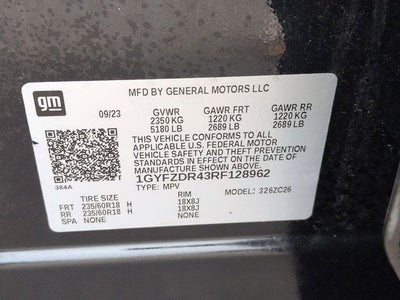 gm
MFD BY GENERAL MOTORS LLC
09/23 GVWR GAWR FRT GAWR RR
2350 KG 1220 KG 1220 KG
5180 LB 2689 LB 2689 LB
THIS VEHICLE CONFORMS TO ALL
APPLICABLE U.S. FEDERAL MOTOR
VEHICLE SAFETY AND THEFT PREVENTION
STANDARDS IN EFFECT ON THE DATE OF
MANUFACTURE SHOWN ABOVE.
384A 1GYFZDR43RF128962
TYPE: MPV MODEL: 326ZC26
TIRE SIZE RIM
FRT 235/60R18 H 18X8J
RR 235/60R18 H 18X8J
SPA NONE NONE